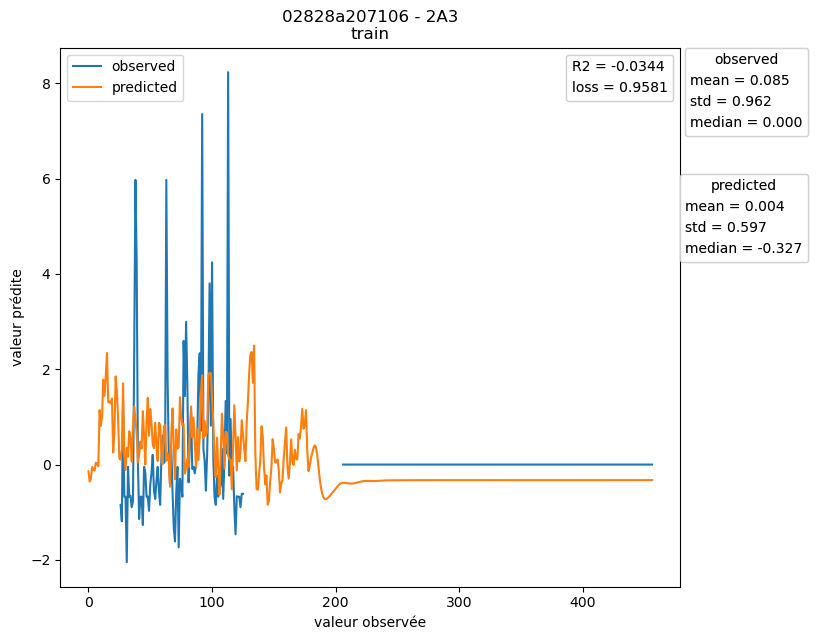 02828a207106 - 2A3
train
observed
predicted
R2 = -0.0344
loss = 0.9581
observed
mean = 0.085
std = 0.962
median = 0.000
predicted
mean = 0.004
std = 0.597
median = -0.327
valeur prédite
8
6
4
2
0
−2
0
100
200
300
400
valeur observée